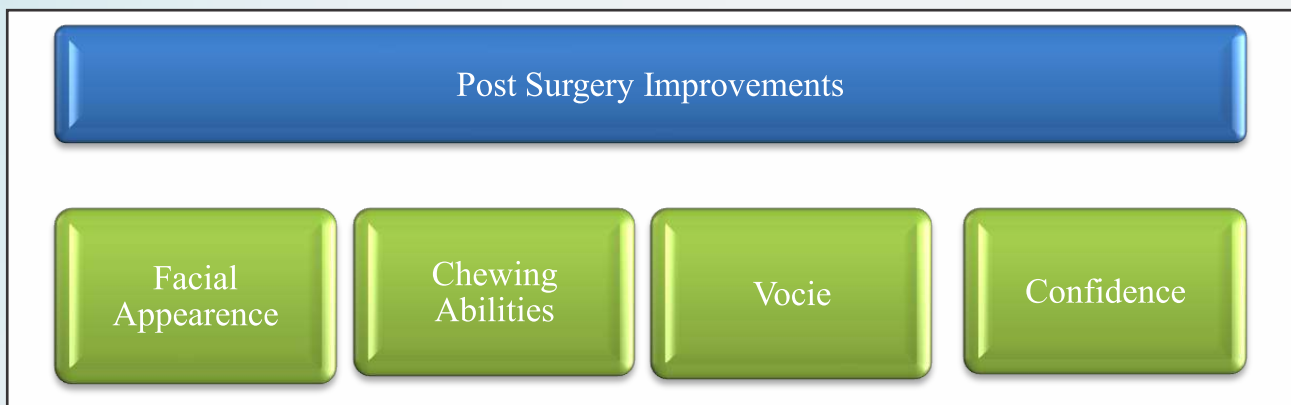 Post Surgery Improvements
Facial
Appearence
Chewing
Abilities
Vocie
Confidence